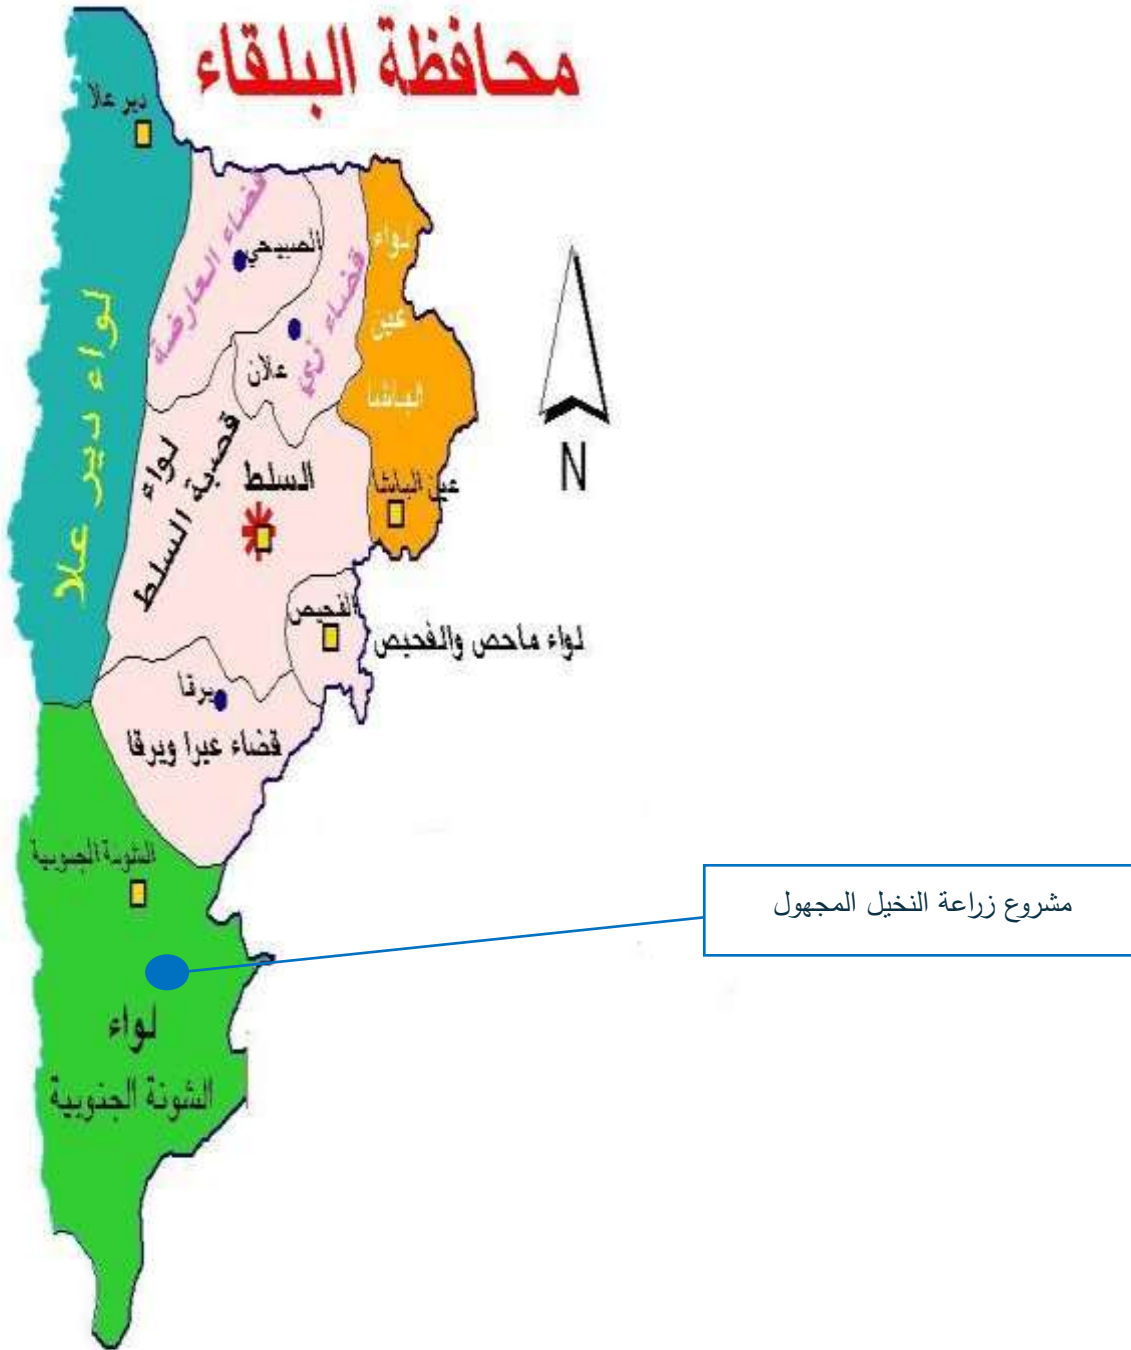 محافظة البلقاء
دير علا
لواء دير علا
قضاء العارضة
الصبيحي
قضاء زي
علان
لواء
عين
الباشا
عين الباشا
N
لواء
قصبة السلط
السلط
الفحيص
لواء ماحص والفحيص
يرقا
قضاء عيرا ويرقا
الشونة الجنوبية
مشروع زراعة النخيل المجهول
لواء
الشونة الجنوبية